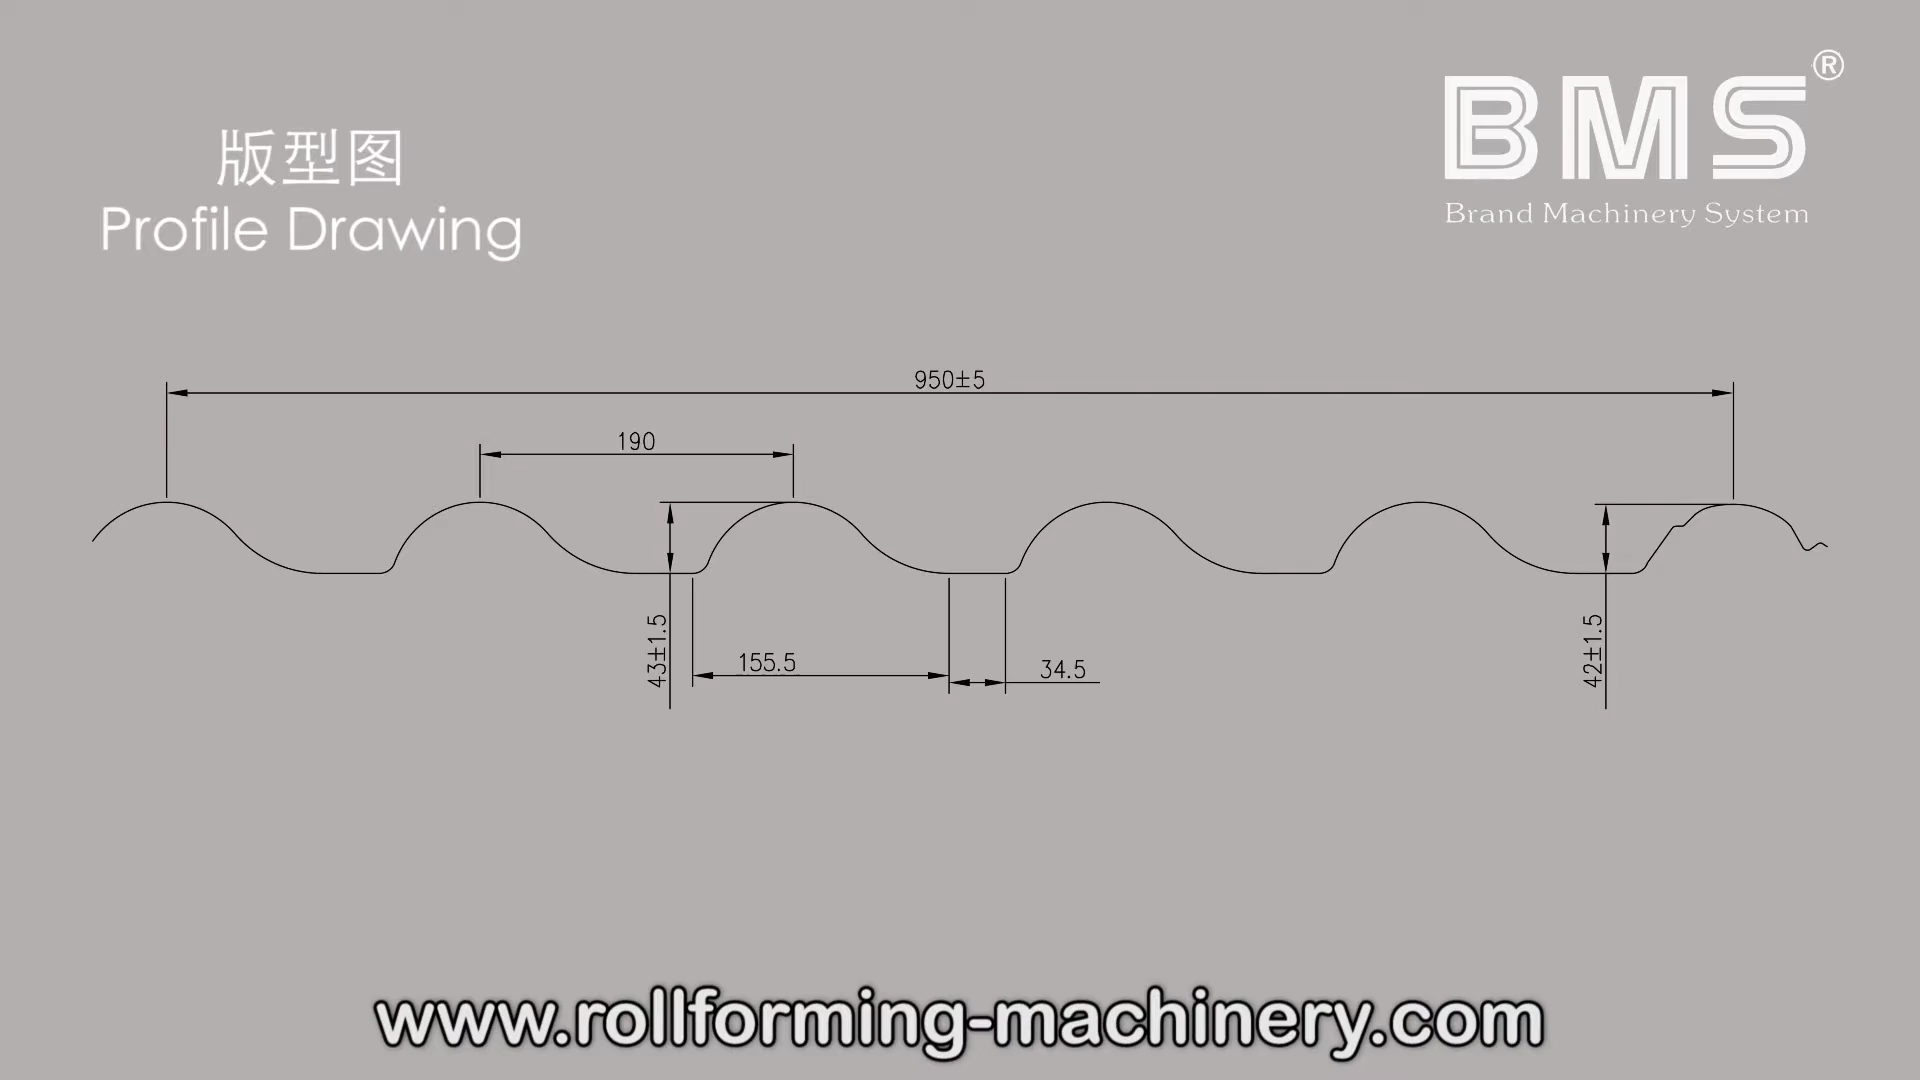 版型图
Profile Drawing
BMS®
Brand Machinery System
950±5
190
43±1.5
155.5
34.5
42±1.5
www.rollforming-machinery.com